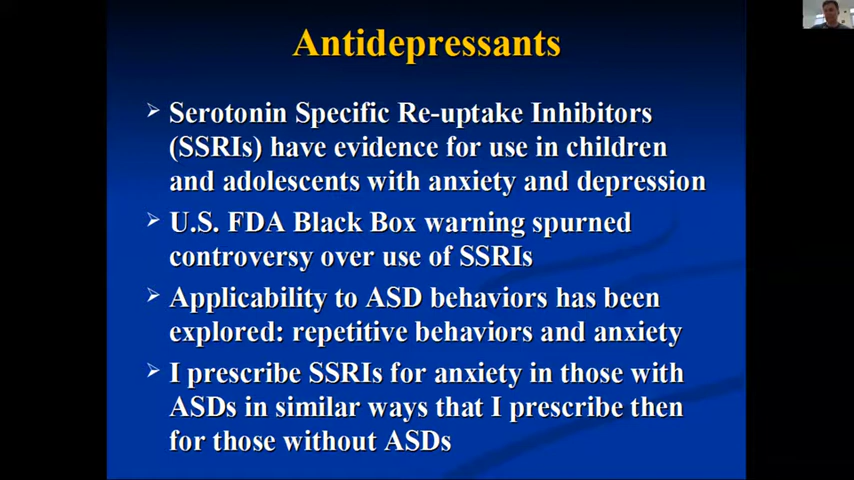 Antidepressants
➢ Serotonin Specific Re-uptake Inhibitors
(SSRIs) have evidence for use in children
and adolescents with anxiety and depression
➢ U.S. FDA Black Box warning spurned
controversy over use of SSRIs
➢ Applicability to ASD behaviors has been
explored: repetitive behaviors and anxiety
➢ I prescribe SSRIs for anxiety in those with
ASDs in similar ways that I prescribe then
for those without ASDs